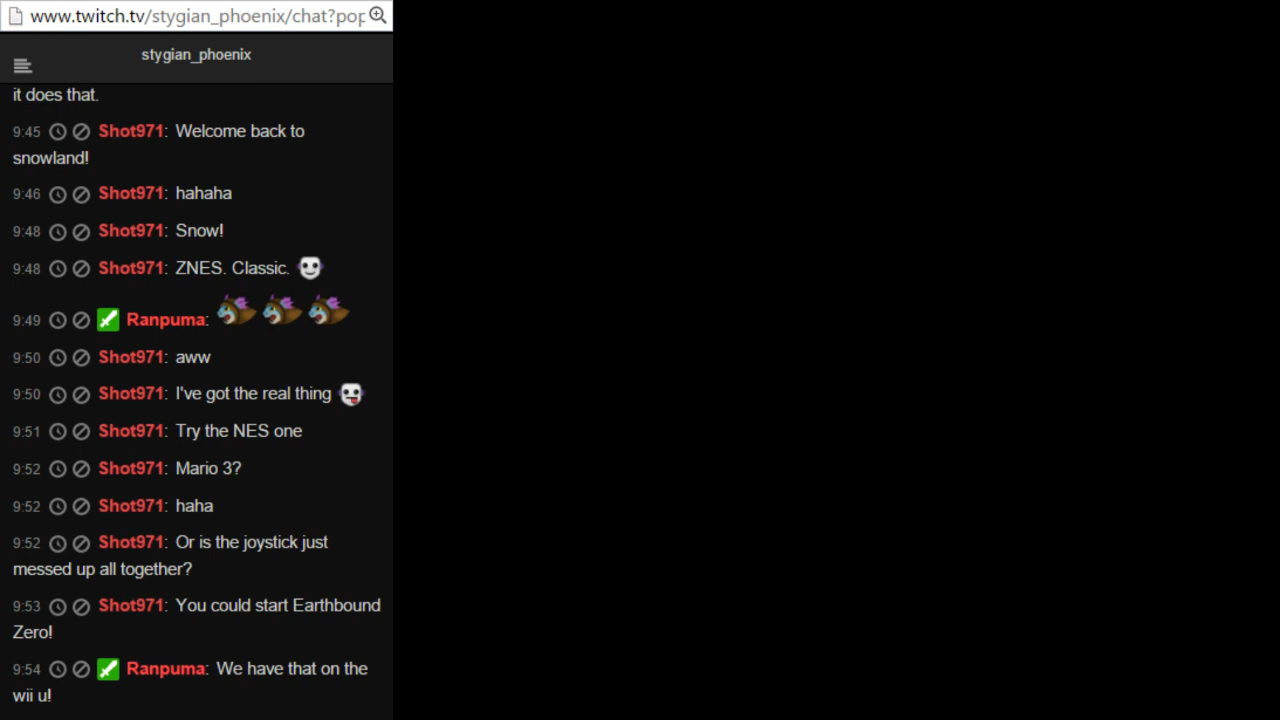 www.twitch.tv/stygian_phoenix/chat?pop
stygian_phoenix
it does that.
9:45 Shot971: Welcome back to
snowland!
9:46 Shot971: hahaha
9:48 Shot971: Snow!
9:48 Shot971: ZNES. Classic.
9:49 Ranpuma:
9:50 Shot971: aww
9:50 Shot971: I've got the real thing
9:51 Shot971: Try the NES one
9:52 Shot971: Mario 3?
9:52 Shot971: haha
9:52 Shot971: Or is the joystick just
messed up all together?
9:53 Shot971: You could start Earthbound
Zero!
9:54 Ranpuma: We have that on the
wii u!